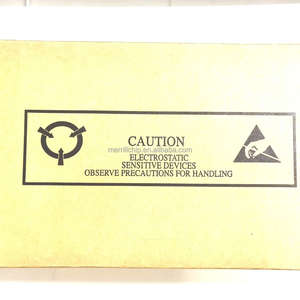 CAUTION
merrillchip.en.alibaba.com
ELECTROSTATIC
SENSITIVE DEVICES
OBSERVE PRECAUTIONS FOR HANDLING